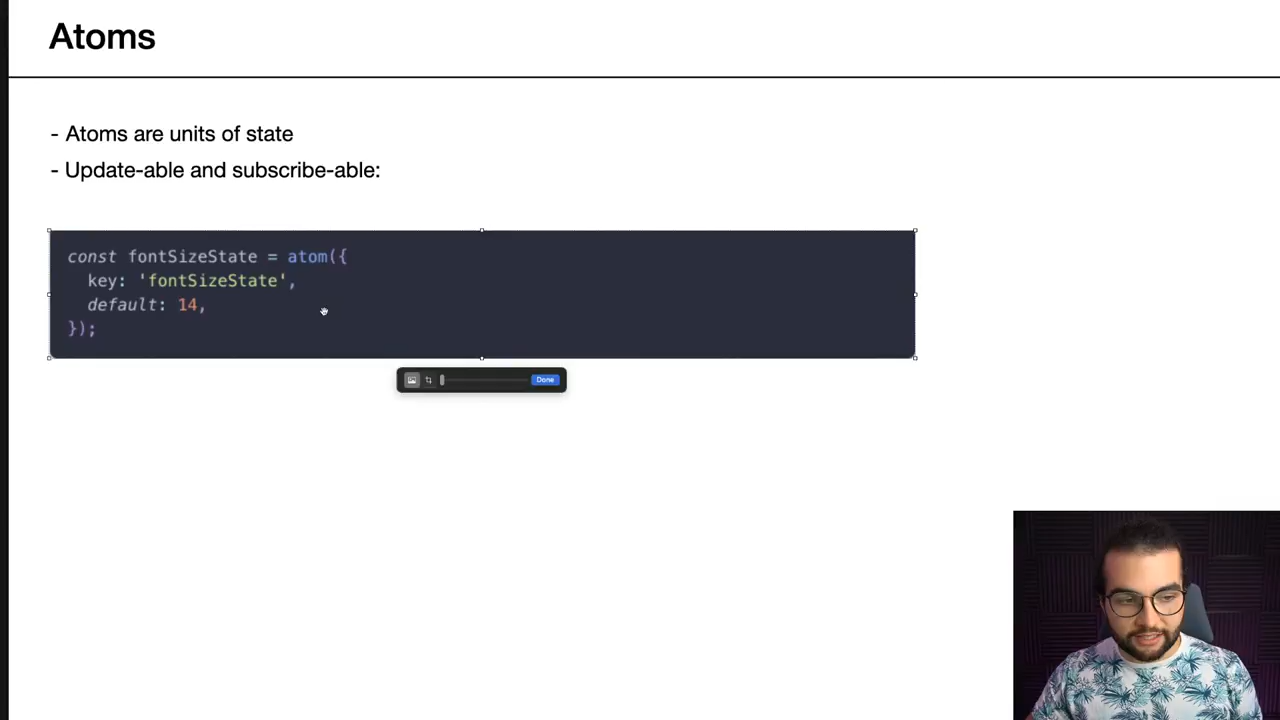 Atoms
- Atoms are units of state
- Update-able and subscribe-able:
const fontSizeState = atom({
  key: 'fontSizeState',
  default: 14,
});
Done